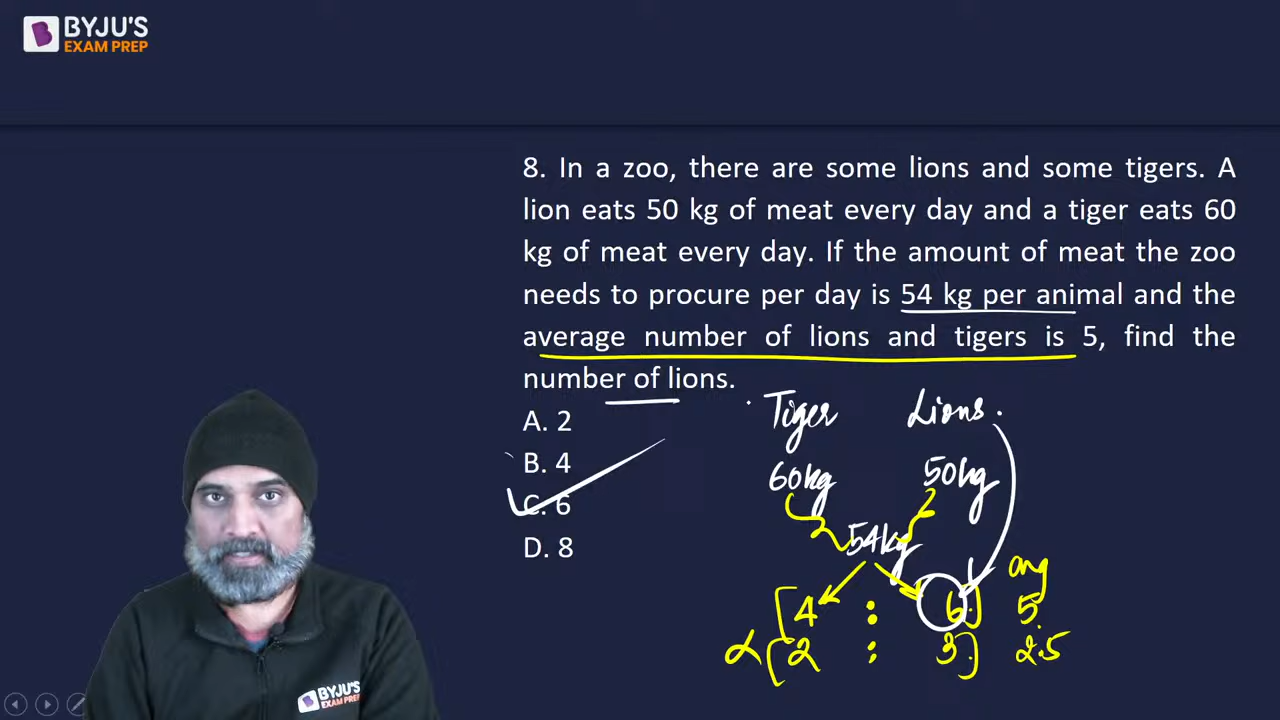 BYJU'S
EXAM PREP
8. In a zoo, there are some lions and some tigers. A
lion eats 50 kg of meat every day and a tiger eats 60
kg of meat every day. If the amount of meat the zoo
needs to procure per day is 54 kg per animal and the
average number of lions and tigers is 5, find the
number of lions.
A. 2
B. 4
C. 6
D. 8
Tiger Lions.
60kg 50kg
54kg
avg
[4 : 6] 5.
[2 : 3] 2.5
BYJU'S
EXAM PREP